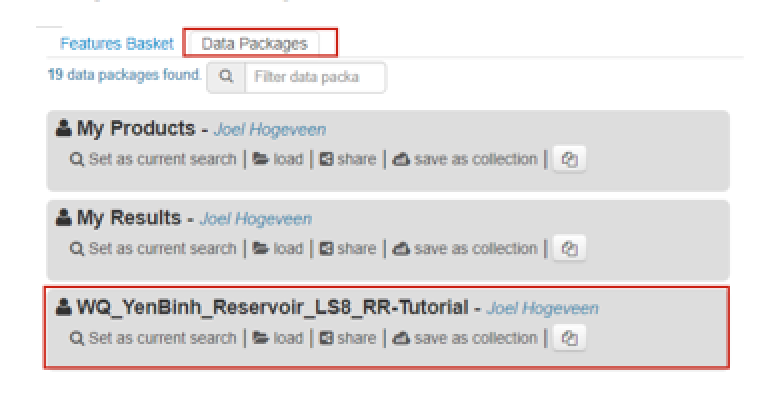 Features Basket Data Packages
19 data packages found. Filter data packa
My Products - Joel Hogeveen
Set as current search | load | share | save as collection |
My Results - Joel Hogeveen
Set as current search | load | share | save as collection |
WQ_YenBinh_Reservoir_LS8_RR-Tutorial - Joel Hogeveen
Set as current search | load | share | save as collection |